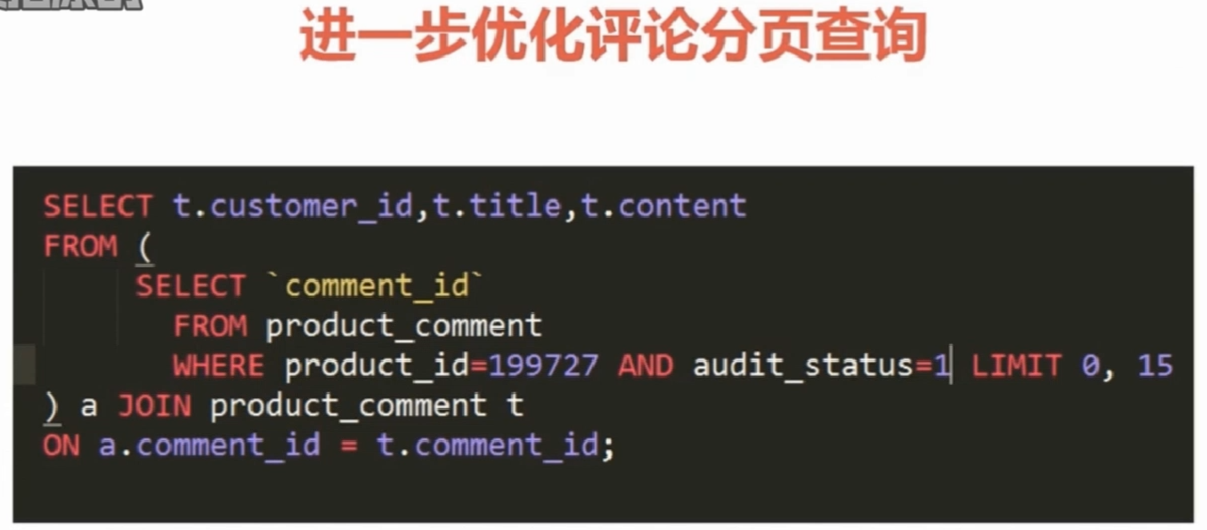 进一步优化评论分页查询
SELECT t.customer_id,t.title,t.content
FROM (
SELECT `comment_id`
FROM product_comment
WHERE product_id=199727 AND audit_status=1 LIMIT 0, 15
) a JOIN product_comment t
ON a.comment_id = t.comment_id;